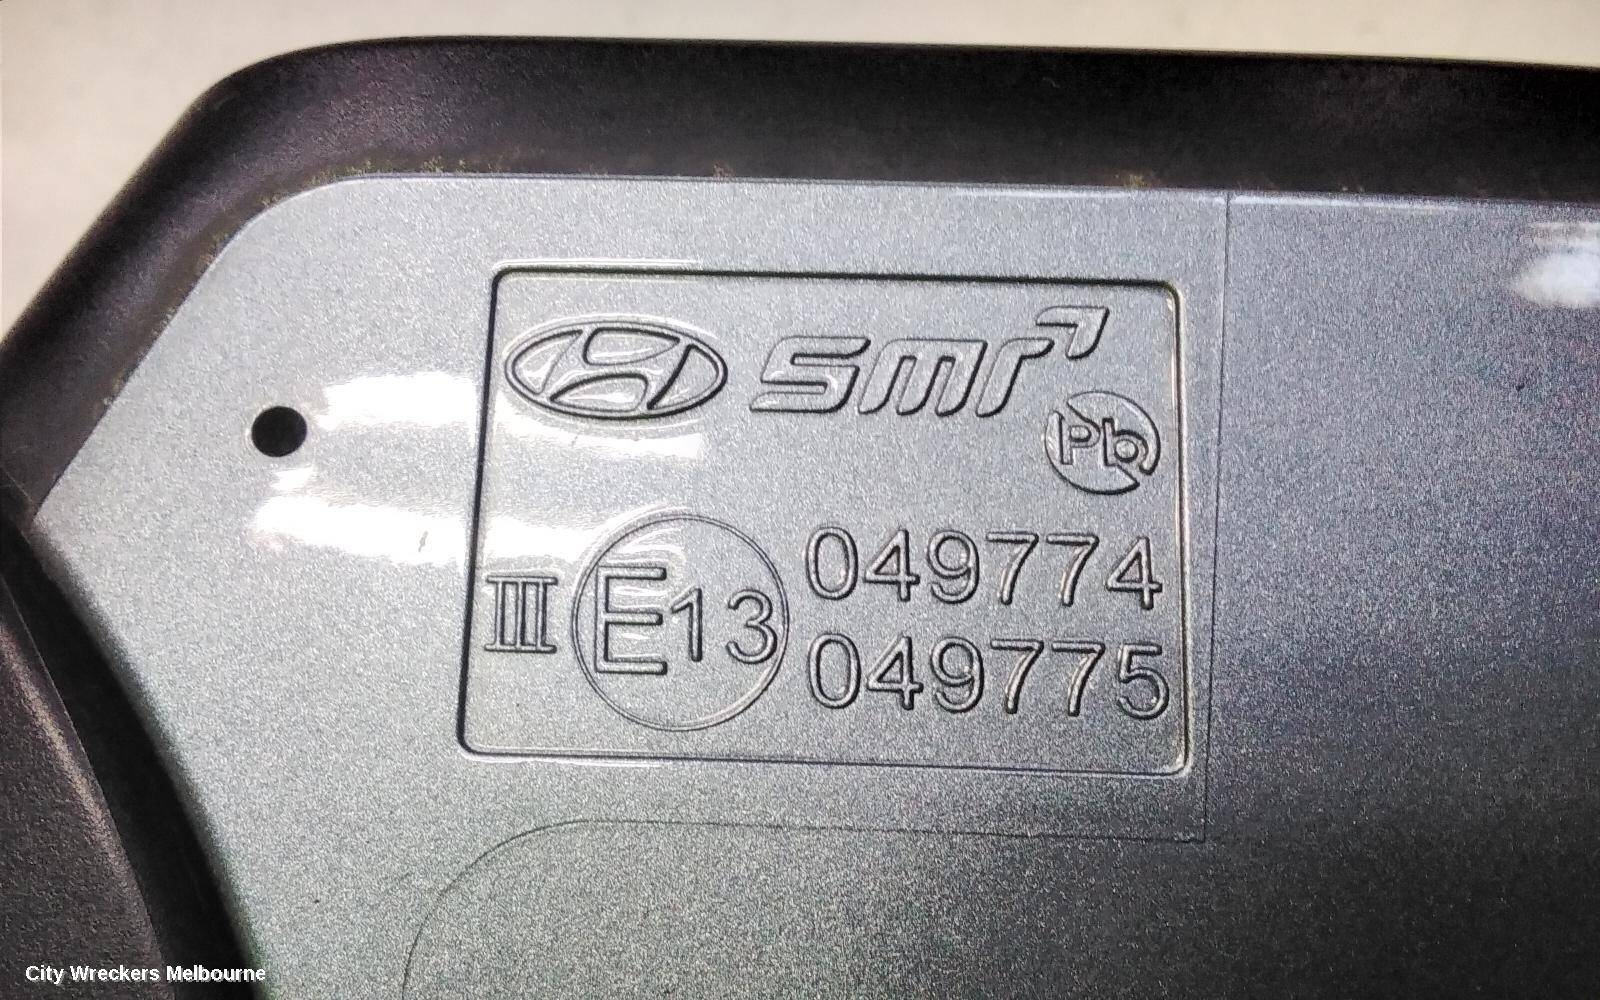 smr
Pb
III E13 049774
049775
City Wreckers Melbourne